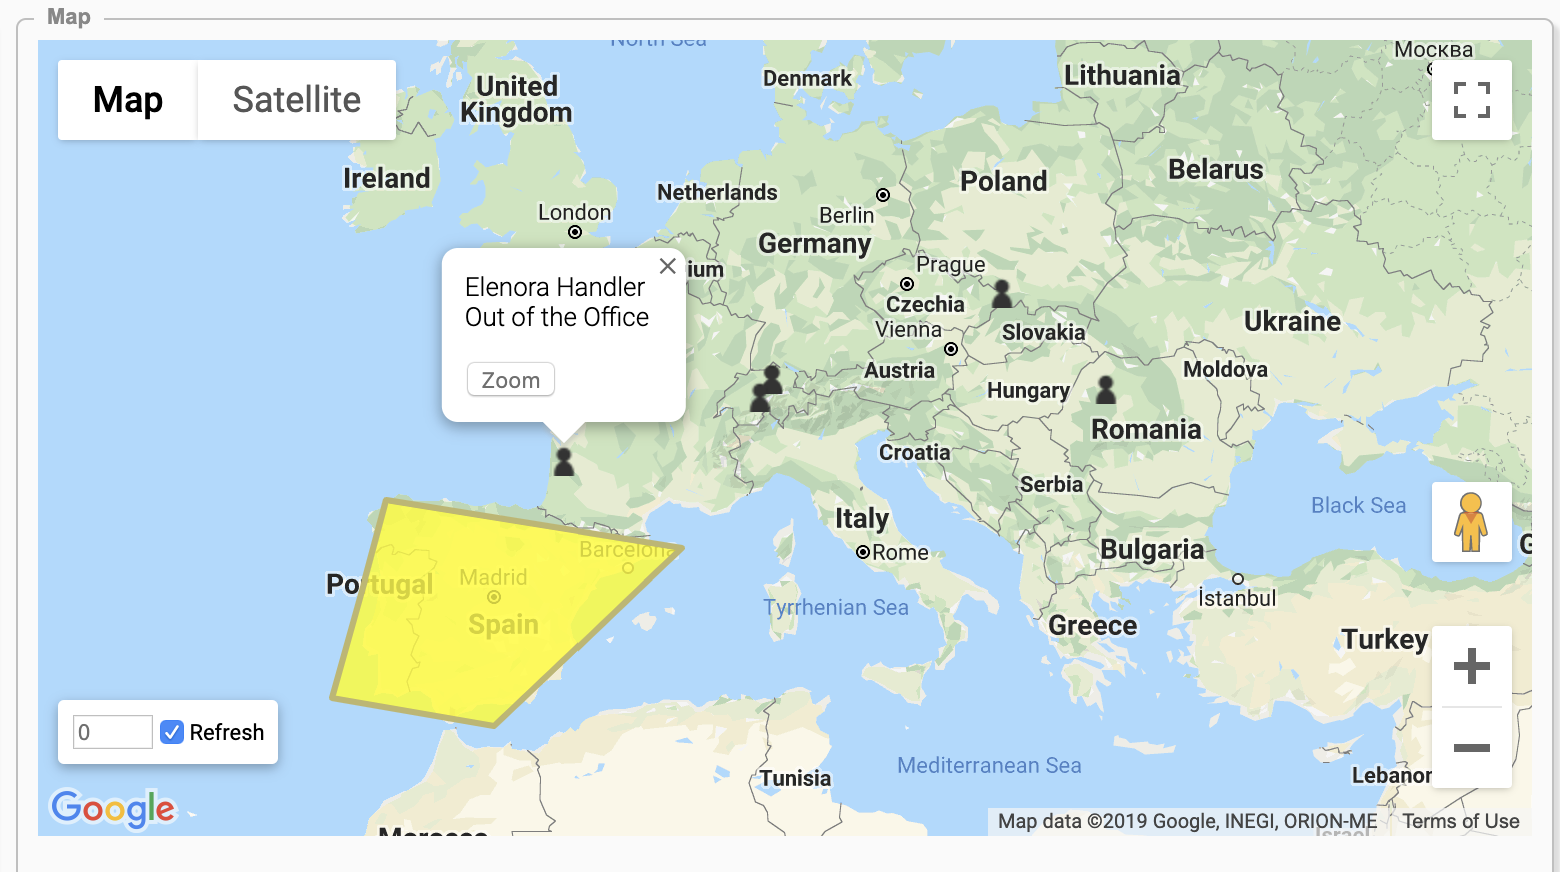 Map
North Sea
Москва
Map
Satellite
United
Kingdom
Denmark
Lithuania
Ireland
Netherlands
Poland
Belarus
London
Berlin
Germany
ium
Prague
Elenora Handler
Out of the Office
Czechia
Vienna
Slovakia
Ukraine
Zoom
Austria
Hungary
Moldova
Romania
Croatia
Serbia
Italy
Black Sea
Barcelona
Rome
Bulgaria
G
Portugal
Madrid
Spain
Tyrrhenian Sea
İstanbul
Greece
Turkey
0
Refresh
Tunisia
Mediterranean Sea
Lebanon
Google
Morocco
Map data ©2019 Google, INEGI, ORION-ME
Terms of Use
Israel